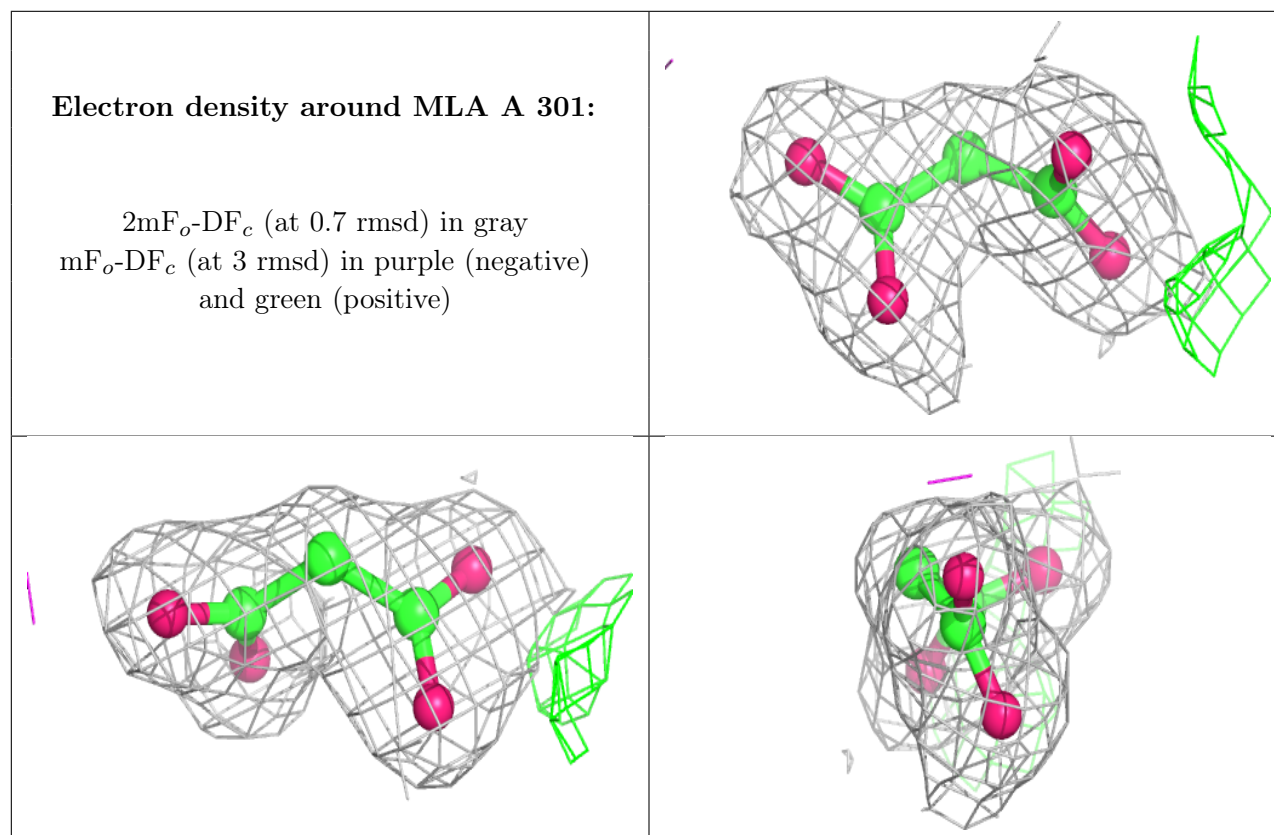 Electron density around MLA A 301:
2mFo-DFc (at 0.7 rmsd) in gray
mFo-DFc (at 3 rmsd) in purple (negative)
and green (positive)